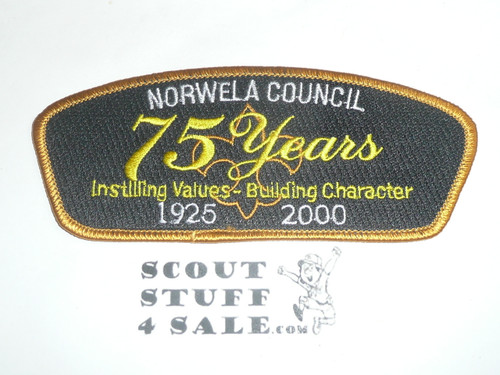 NORWELA COUNCIL
75 Years
Instilling Values - Building Character
1925 2000
SCOUT
STUFF
4 SALE.COM